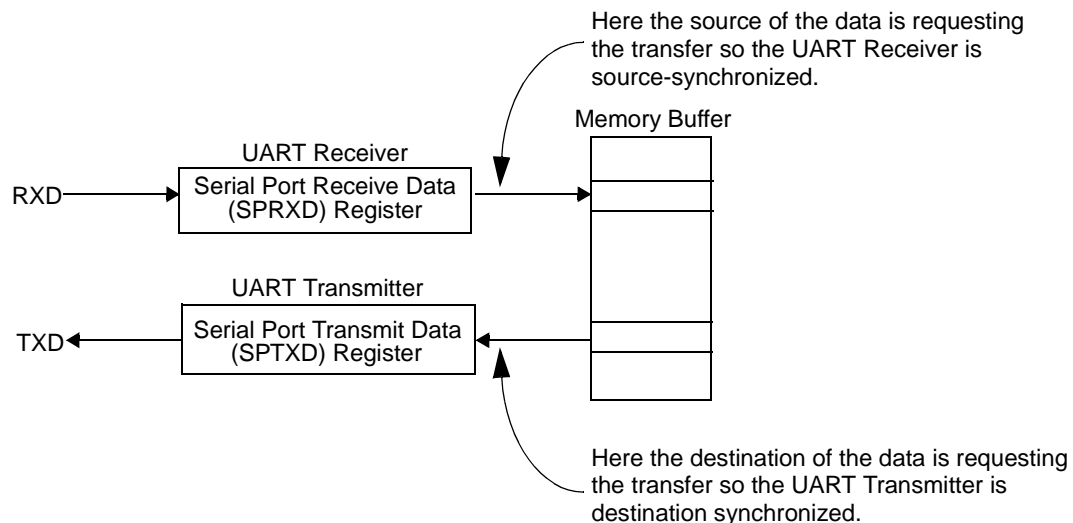 Here the source of the data is requesting
the transfer so the UART Receiver is
source-synchronized.
Memory Buffer
UART Receiver
RXD
Serial Port Receive Data
(SPRXD) Register
UART Transmitter
TXD
Serial Port Transmit Data
(SPTXD) Register
Here the destination of the data is requesting
the transfer so the UART Transmitter is
destination synchronized.